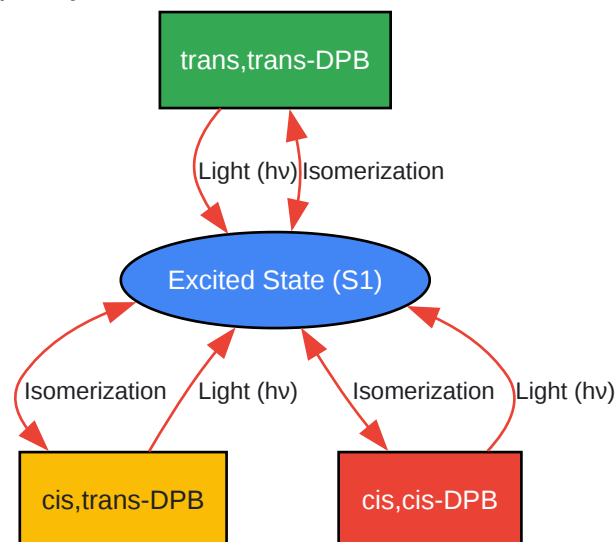 trans,trans-DPB
Light (hν) Isomerization
Excited State (S1)
Isomerization Light (hν) Isomerization Light (hν)
cis,trans-DPB cis,cis-DPB